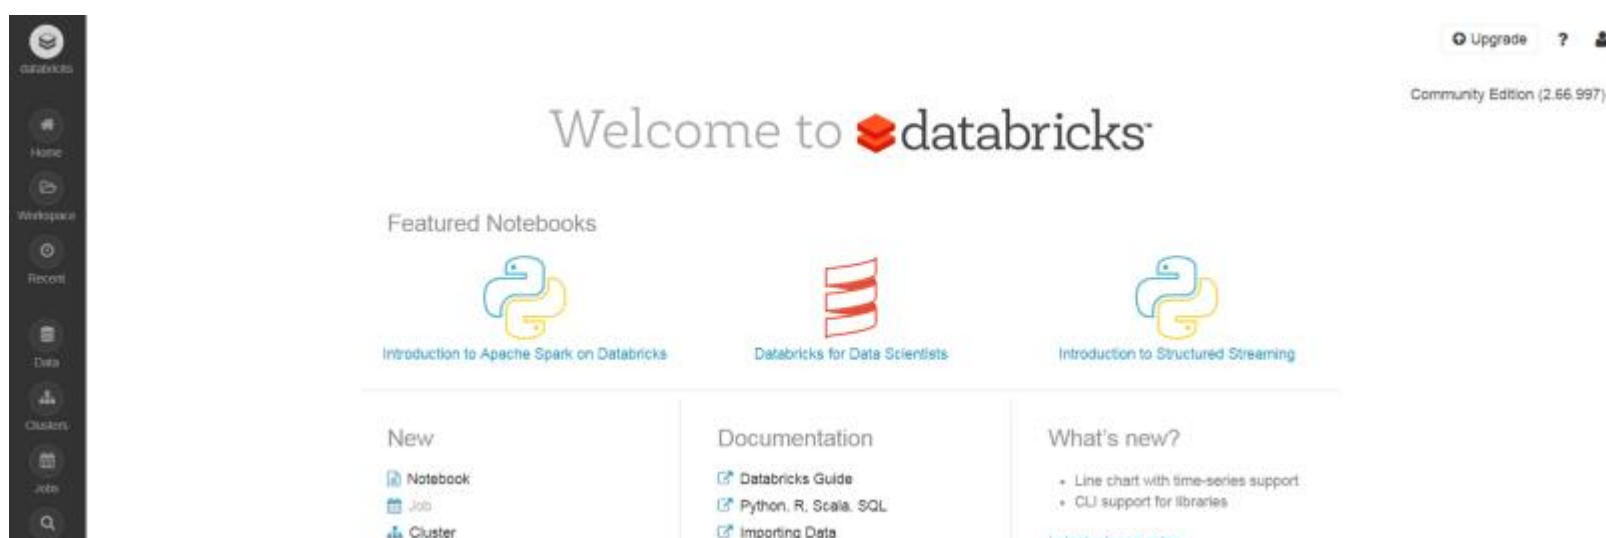 databricks
Home
Workspace
Recent
Data
Clusters
Jobs
Upgrade ?
Community Edition (2.66.997)
Welcome to databricks
Featured Notebooks
Introduction to Apache Spark on Databricks
Databricks for Data Scientists
Introduction to Structured Streaming
New
Notebook
Job
Cluster
Documentation
Databricks Guide
Python, R, Scala, SQL
Importing Data
What's new?
Line chart with time-series support
CLI support for libraries